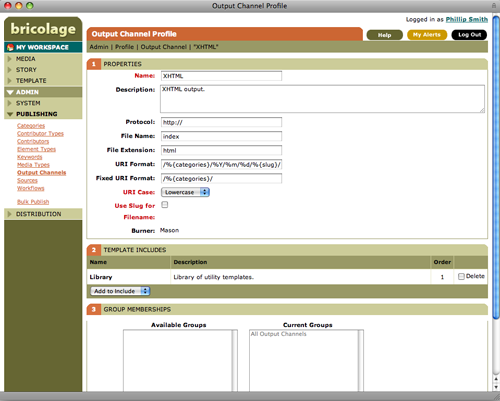 Output Channel Profile
Logged in as Phillip Smith
bricolage
Output Channel Profile
Help
My Alerts
Log Out
MY WORKSPACE
Admin | Profile | Output Channel | "XHTML"
MEDIA
STORY
TEMPLATE
ADMIN
SYSTEM
PUBLISHING
Categories
Contributor Types
Contributors
Element Types
Keywords
Media Types
Output Channels
Sources
Workflows
Bulk Publish
DISTRIBUTION
1 PROPERTIES
Name: XHTML
Description: XHTML output.
Protocol: http://
File Name: index
File Extension: html
URI Format: /%{categories}/%Y/%m/%d/%{slug}/
Fixed URI Format: /%{categories}/
URI Case: Lowercase
Use Slug for
Filename:
Burner: Mason
2 TEMPLATE INCLUDES
Name Description Order
Library Library of utility templates. 1 Delete
Add to Include
3 GROUP MEMBERSHIPS
Available Groups Current Groups
All Output Channels